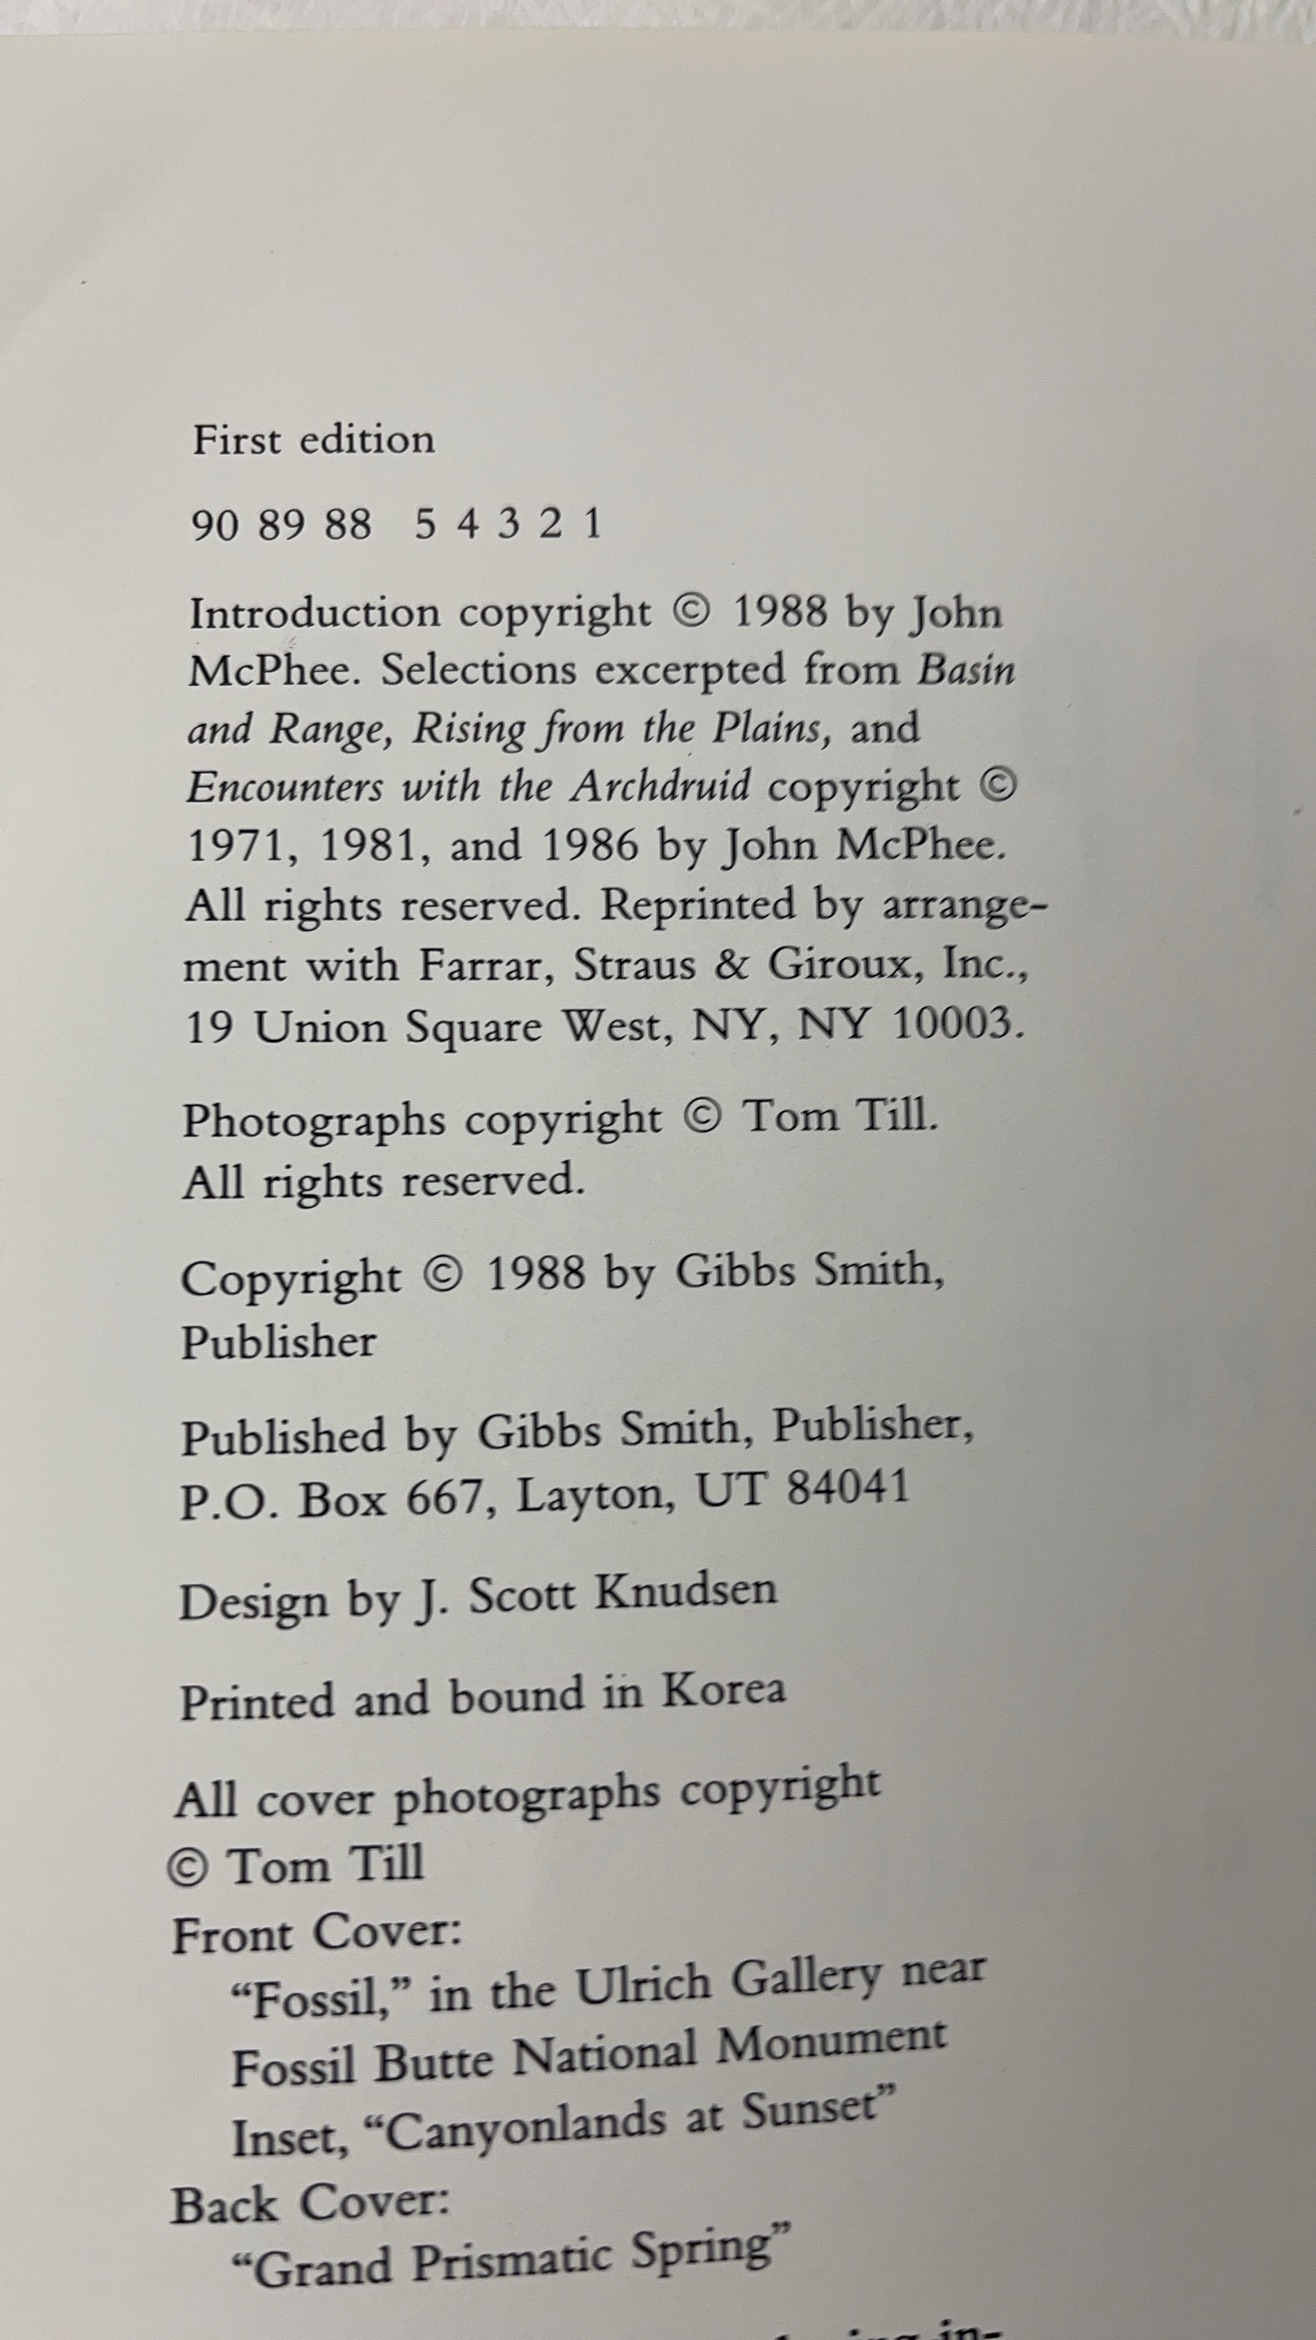 First edition
90 89 88 5 4 3 2 1
Introduction copyright © 1988 by John
McPhee. Selections excerpted from Basin
and Range, Rising from the Plains, and
Encounters with the Archdruid copyright ©
1971, 1981, and 1986 by John McPhee.
All rights reserved. Reprinted by arrange-
ment with Farrar, Straus & Giroux, Inc.,
19 Union Square West, NY, NY 10003.
Photographs copyright © Tom Till.
All rights reserved.
Copyright © 1988 by Gibbs Smith,
Publisher
Published by Gibbs Smith, Publisher,
P.O. Box 667, Layton, UT 84041
Design by J. Scott Knudsen
Printed and bound in Korea
All cover photographs copyright
© Tom Till
Front Cover:
“Fossil,” in the Ulrich Gallery near
Fossil Butte National Monument
Inset, “Canyonlands at Sunset”
Back Cover:
“Grand Prismatic Spring”